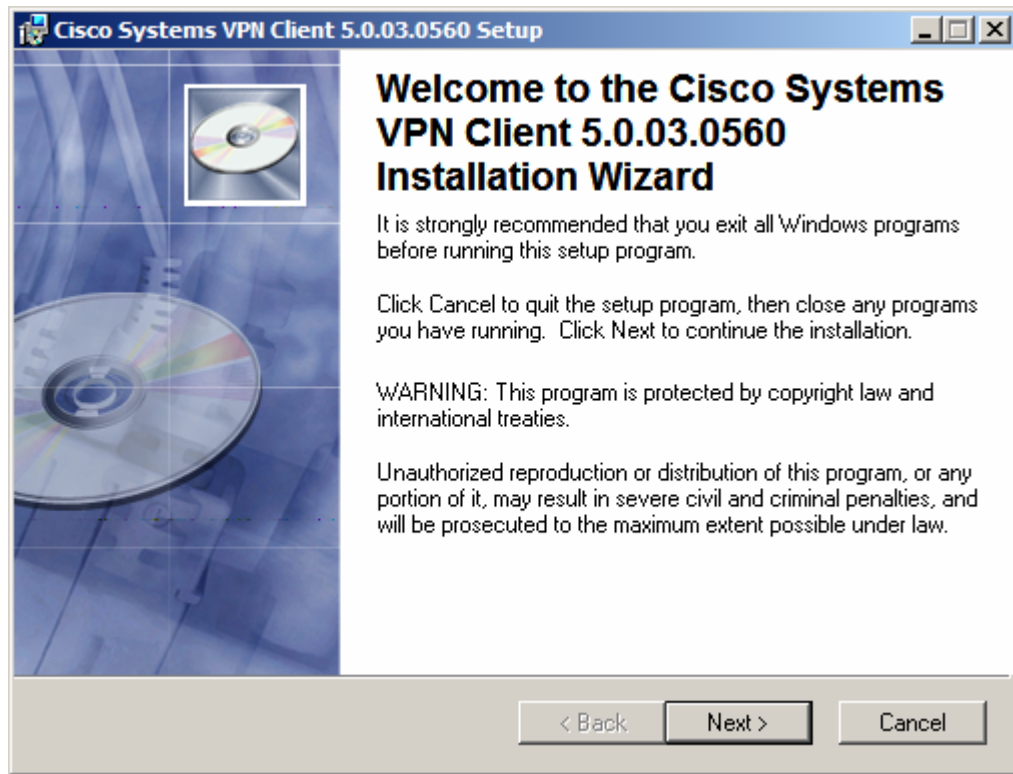 Cisco Systems VPN Client 5.0.03.0560 Setup
Welcome to the Cisco Systems
VPN Client 5.0.03.0560
Installation Wizard
It is strongly recommended that you exit all Windows programs
before running this setup program.
Click Cancel to quit the setup program, then close any programs
you have running.  Click Next to continue the installation.
WARNING: This program is protected by copyright law and
international treaties.
Unauthorized reproduction or distribution of this program, or any
portion of it, may result in severe civil and criminal penalties, and
will be prosecuted to the maximum extent possible under law.
< Back Next > Cancel